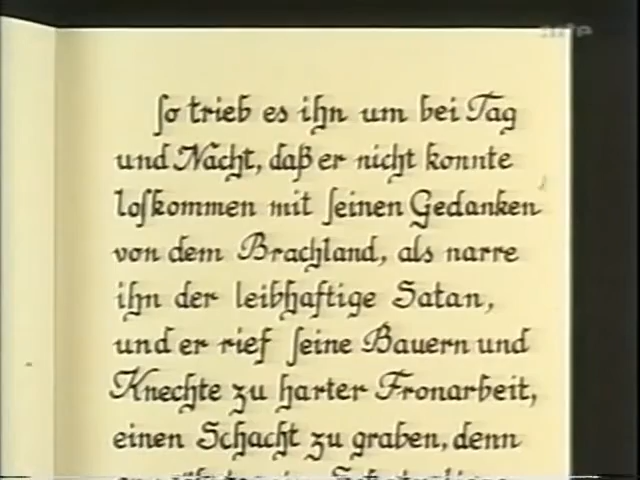 arte
ſo trieb es ihn um bei Tag
und Nacht, daß er nicht konnte
loſkommen mit ſeinen Gedanken
von dem Brachland, als narre
ihn der leibhaftige Satan,
und er rief ſeine Bauern und
Knechte zu harter Fronarbeit,
einen Schacht zu graben, denn